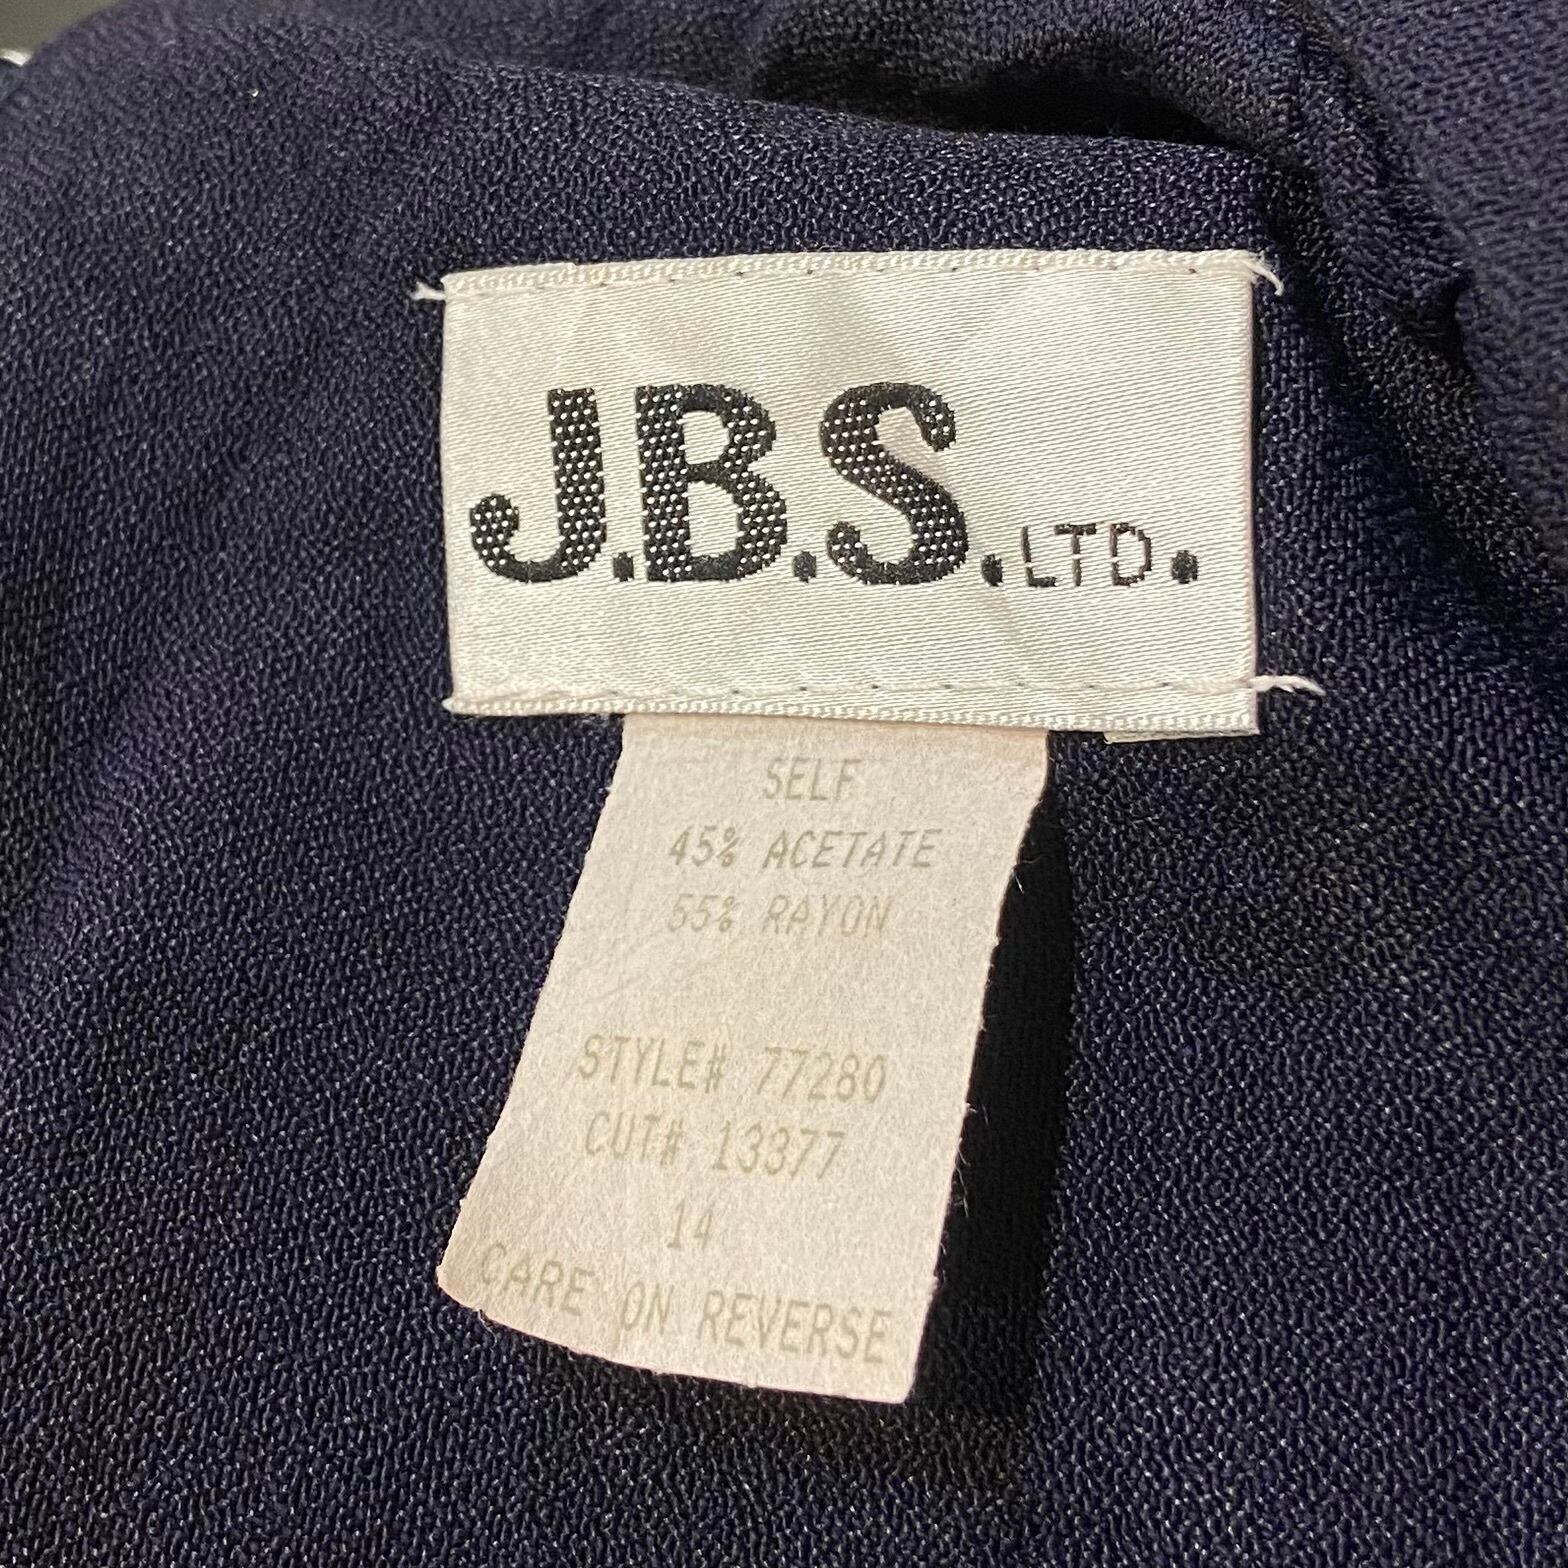 J.B.S. LTD.
SELF
45% ACETATE
55% RAYON
STYLE# 77280
CUT# 13377
14
CARE ON REVERSE